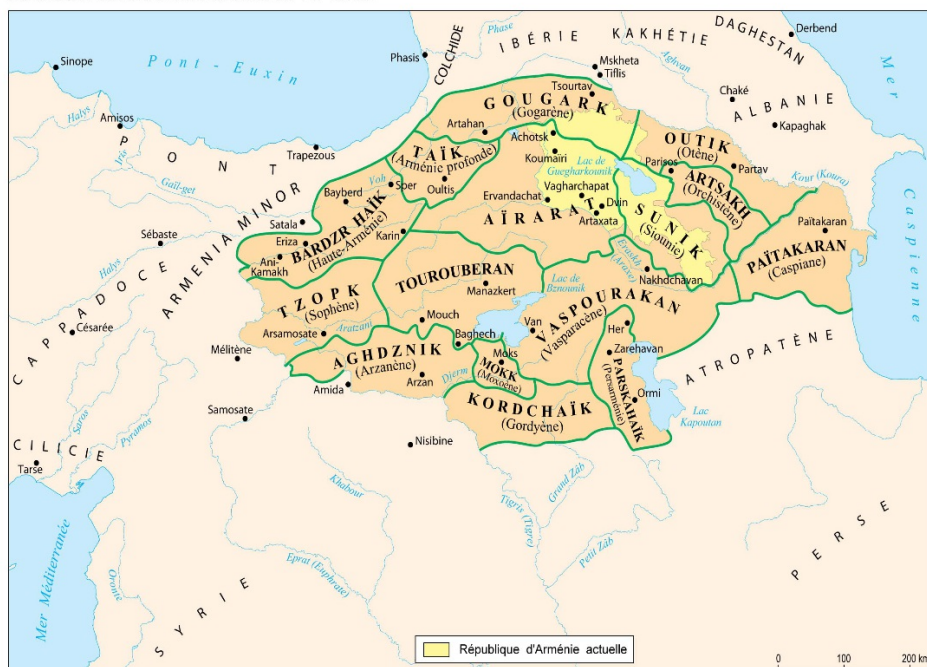 Sinope
Pont-Euxin
Phasis
COLCHIDE
Phase
IBÉRIE
KAKHÉTIE
DAGHESTAN
Derbend
Mer
Caspienne
Mskheta
Tiflis
Aghvan
Tsourtav
Chaké
ALBANIE
Kapaghak
Halys
Amisos
Iris
PONT
Trapezous
Gaïl-get
GOUGARK
(Gogarène)
Artahan
Achotsk
Koumaïri
Lac de
Guegharkounik
OUTIK
(Otène)
Parisos
Partav
ARTSAKH
(Orchistène)
Kout (Koura)
TAÏK
(Arménie profonde)
Oultis
Voh
Sper
Bayberd
Satala
Eriza
BARDZR HAÏK
(Haute-Arménie)
Ani-
Kamakh
Karin
Ervandachat
Vagharchapat
Dvin
Artaxata
AÏRARAT
SUNIK
(Siounie)
Eraskh
(Araxe)
Nakhdchavan
Païtakaran
PAÏTAKARAN
(Caspiane)
Sébaste
Halys
ARMENIA MINOR
CAPPADOCE
Césarée
Mélitène
TZOPK
(Sophène)
Arsamosate
Aratzani
TOUROUBERAN
Manazkert
Mouch
Lac de
Bznounik
Van
VASPOURAKAN
(Vasparacène)
Her
Zarehavan
PARSKAHAÏK
(Persarménie)
Ormi
Lac
Kapoutan
ATROPATÈNE
AGHDZNIK
(Arzanène)
Baghech
Amida
Arzan
Djerm
Moks
MOKK
(Moxoène)
KORDCHAÏK
(Gordyène)
Samosate
Nisibine
Saros
Pyramos
CILICIE
Tarse
Mer Méditerranée
Oronte
SYRIE
Khabour
Eprat (Euphrate)
Tigris (Tigre)
Grand Zâb
Petit Zâb
PERSE
République d'Arménie actuelle
0 100 200 km